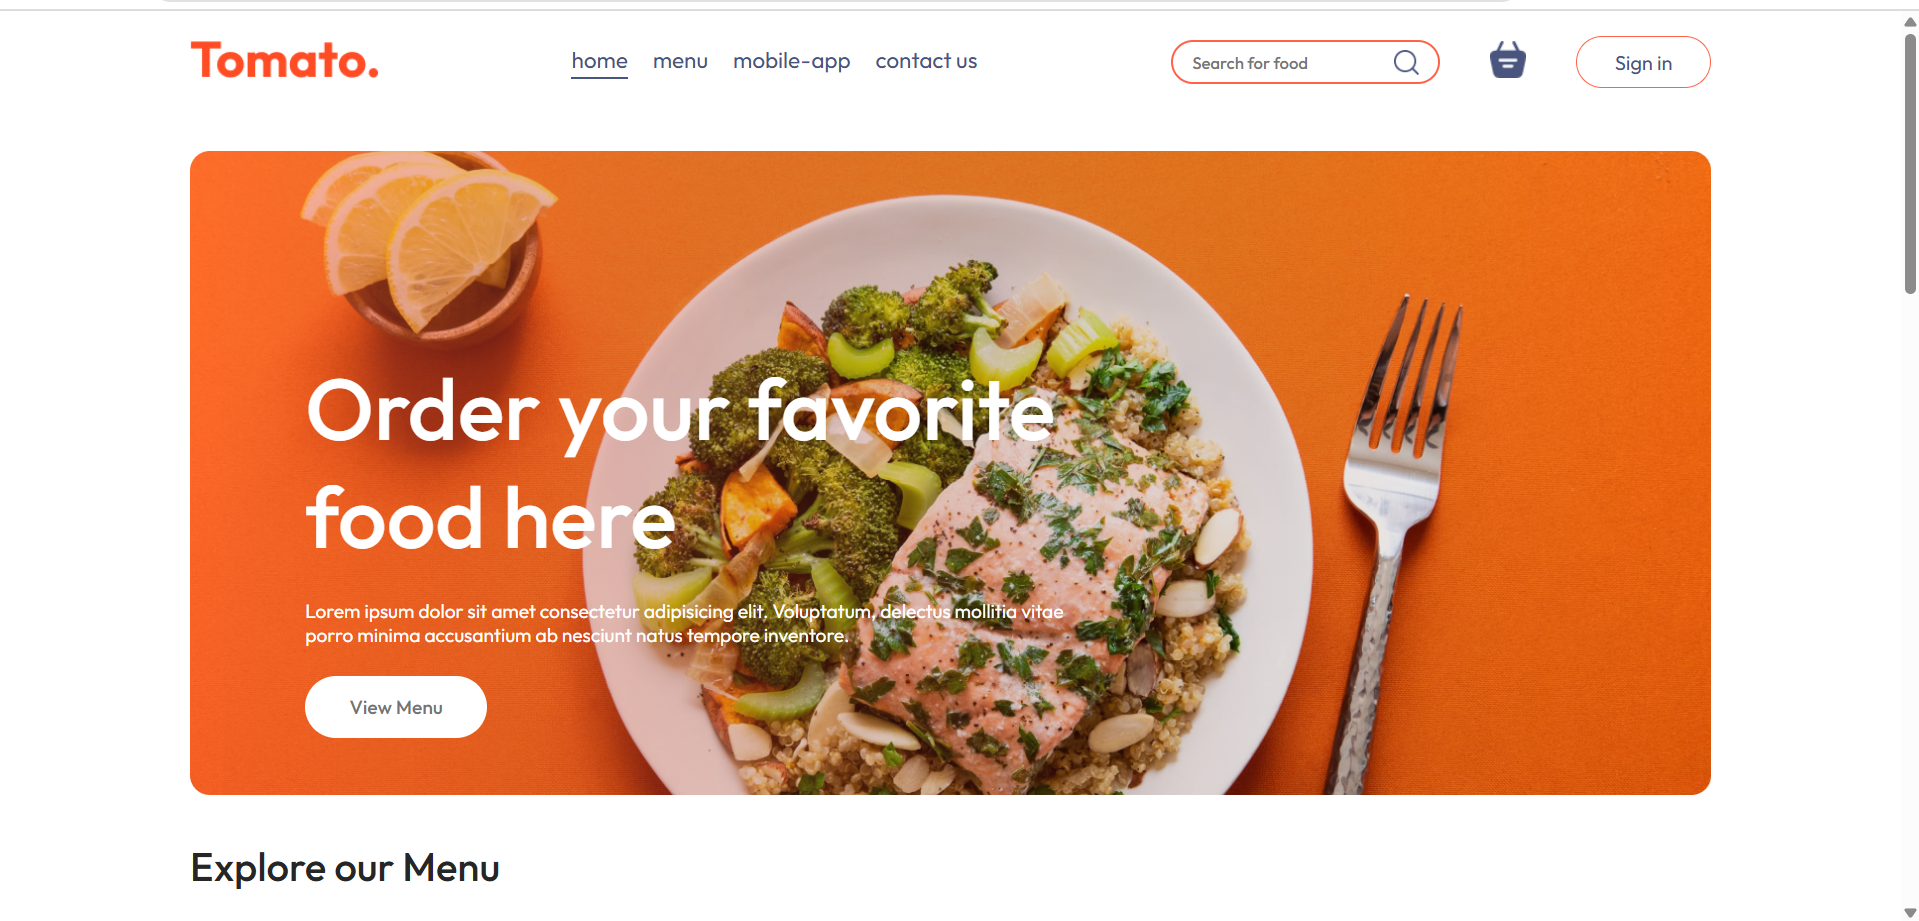 Tomato.
home menu mobile-app contact us
Search for food
Sign in
Order your favorite
food here
Lorem ipsum dolor sit amet consectetur adipisicing elit. Voluptatum, delectus mollitia vitae
porro minima accusantium ab nesciunt natus tempore inventore.
View Menu
Explore our Menu